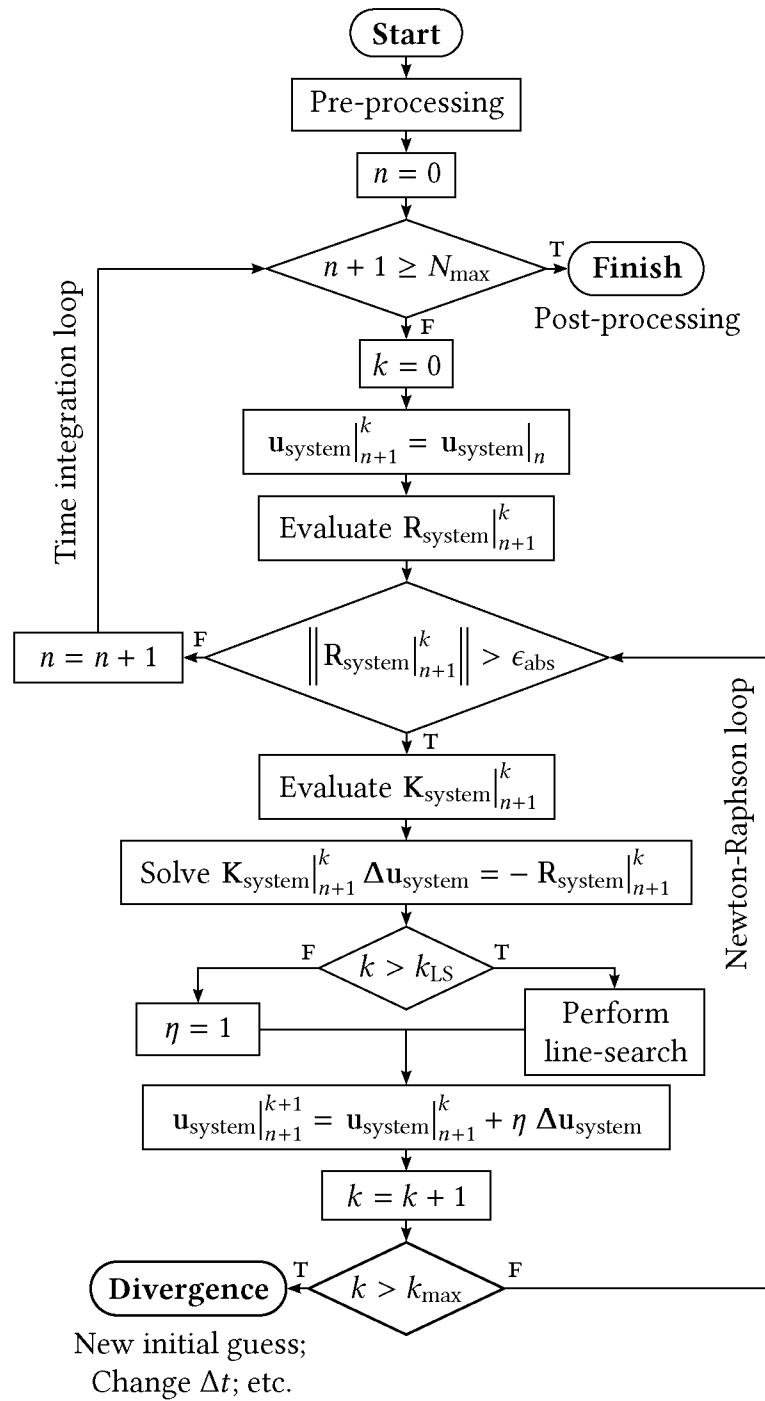 Start
Pre-processing
n = 0
n + 1 ≥ N_max
T
Finish
Post-processing
F
k = 0
Time integration loop
u_system|^k_{n+1} = u_system|_n
Evaluate R_system|^k_{n+1}
n = n + 1
F
‖R_system|^k_{n+1}‖ > ϵ_abs
T
Evaluate K_system|^k_{n+1}
Newton-Raphson loop
Solve K_system|^k_{n+1} Δu_system = − R_system|^k_{n+1}
F
k > k_LS
T
η = 1
Perform
line-search
u_system|^{k+1}_{n+1} = u_system|^k_{n+1} + η Δu_system
k = k + 1
Divergence
T
k > k_max
F
New initial guess;
Change Δt; etc.